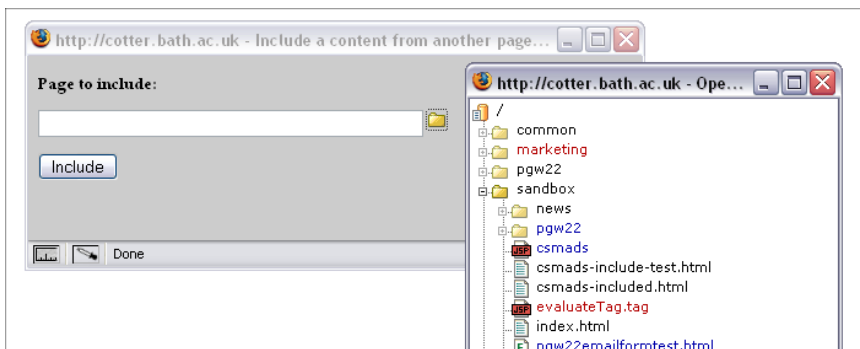 http://cotter.bath.ac.uk - Include a content from another page...
Page to include:
Include
Done
http://cotter.bath.ac.uk - Ope...
/
common
marketing
pgw22
sandbox
news
pgw22
JSP csmads
csmads-include-test.html
csmads-included.html
JSP evaluateTag.tag
index.html
pgw22emailformtest.html